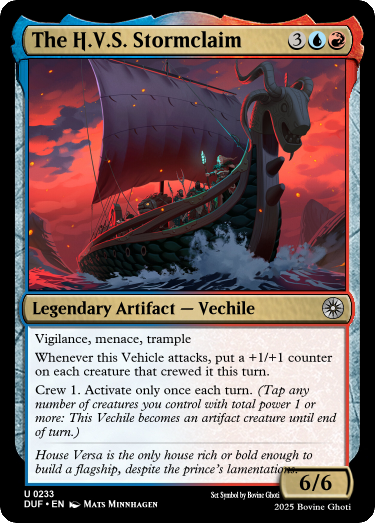 The H.V.S. Stormclaim 3
Legendary Artifact — Vechile
Vigilance, menace, trample
Whenever this Vehicle attacks, put a +1/+1 counter
on each creature that crewed it this turn.
Crew 1. Activate only once each turn. (Tap any
number of creatures you control with total power 1 or
more: This Vechile becomes an artifact creature until end
of turn.)
House Versa is the only house rich or bold enough to
build a flagship, despite the prince's lamentations.
6/6
U 0233
DUF • EN Mats Minnhagen
Set Symbol by Bovine Ghoti
2025 Bovine Ghoti